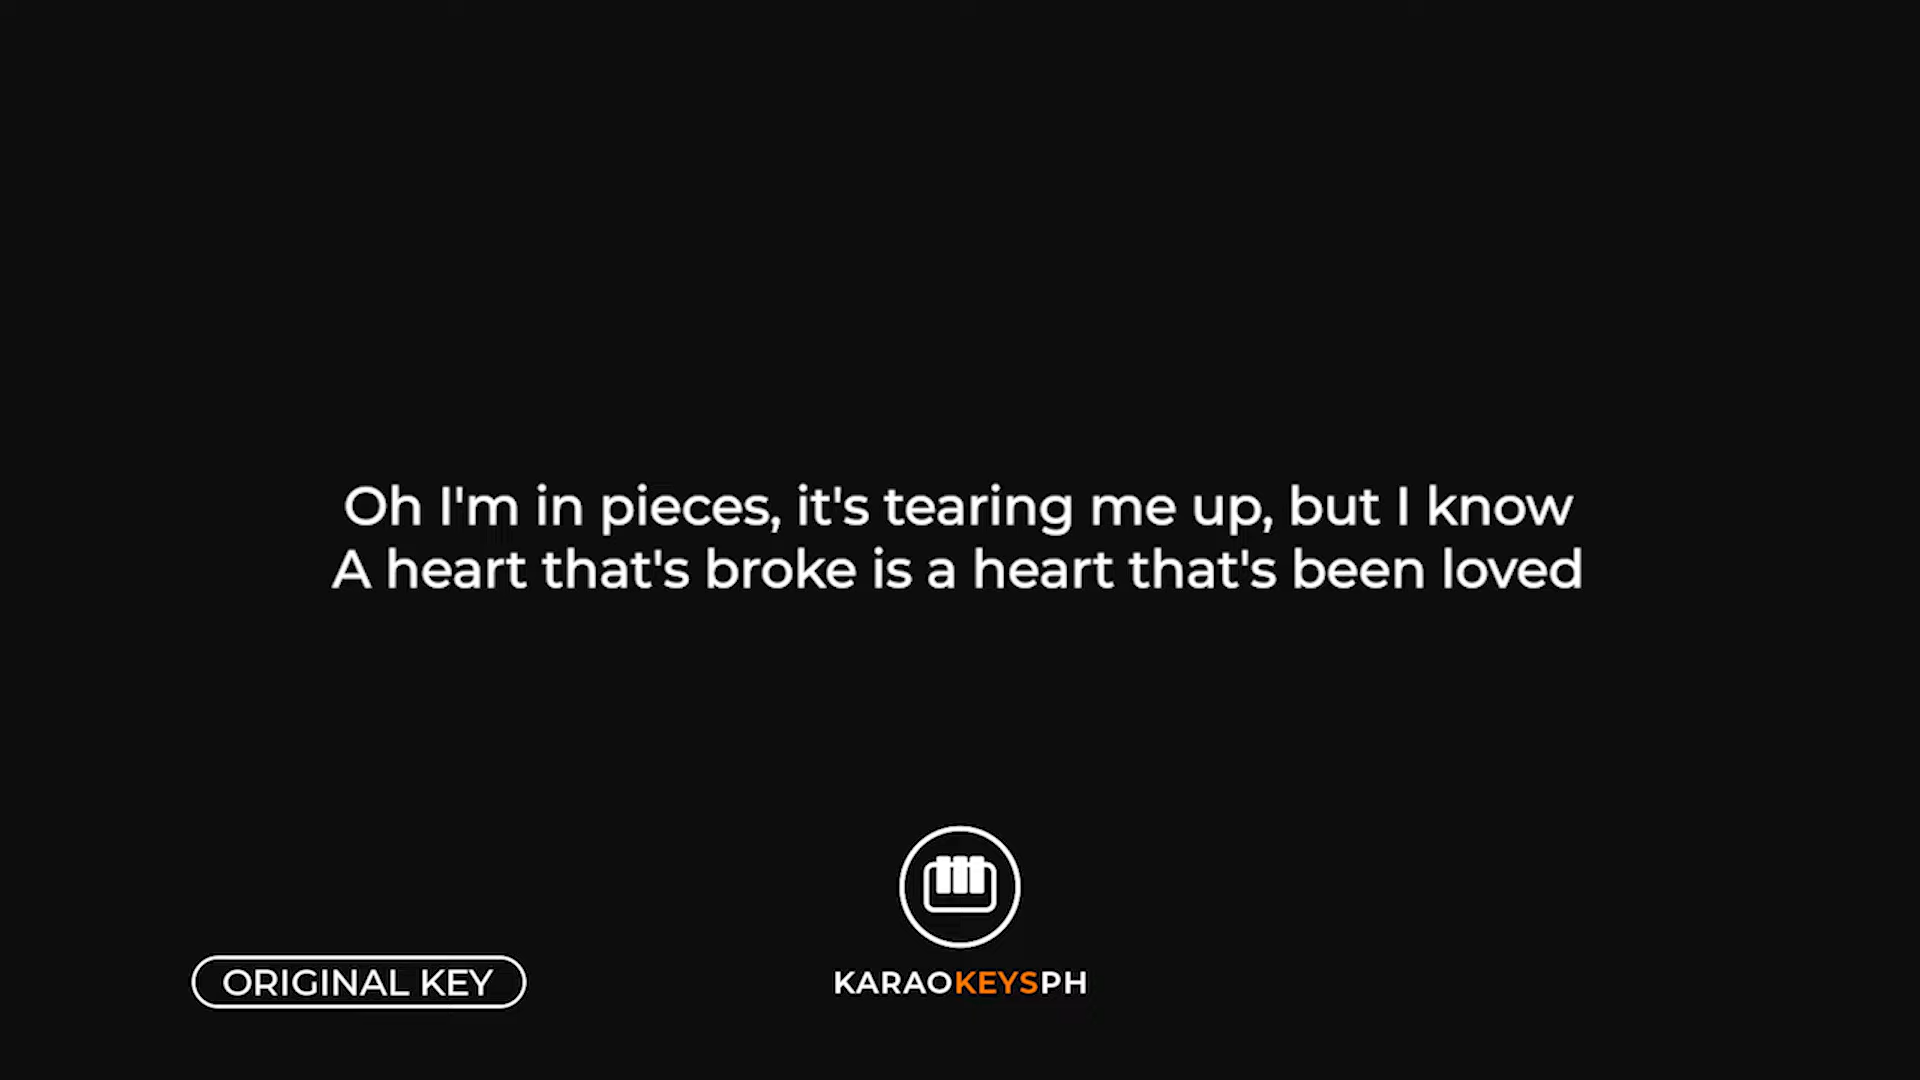 Oh I'm in pieces, it's tearing me up, but I know
A heart that's broke is a heart that's been loved
ORIGINAL KEY
KARAOKEYSPH